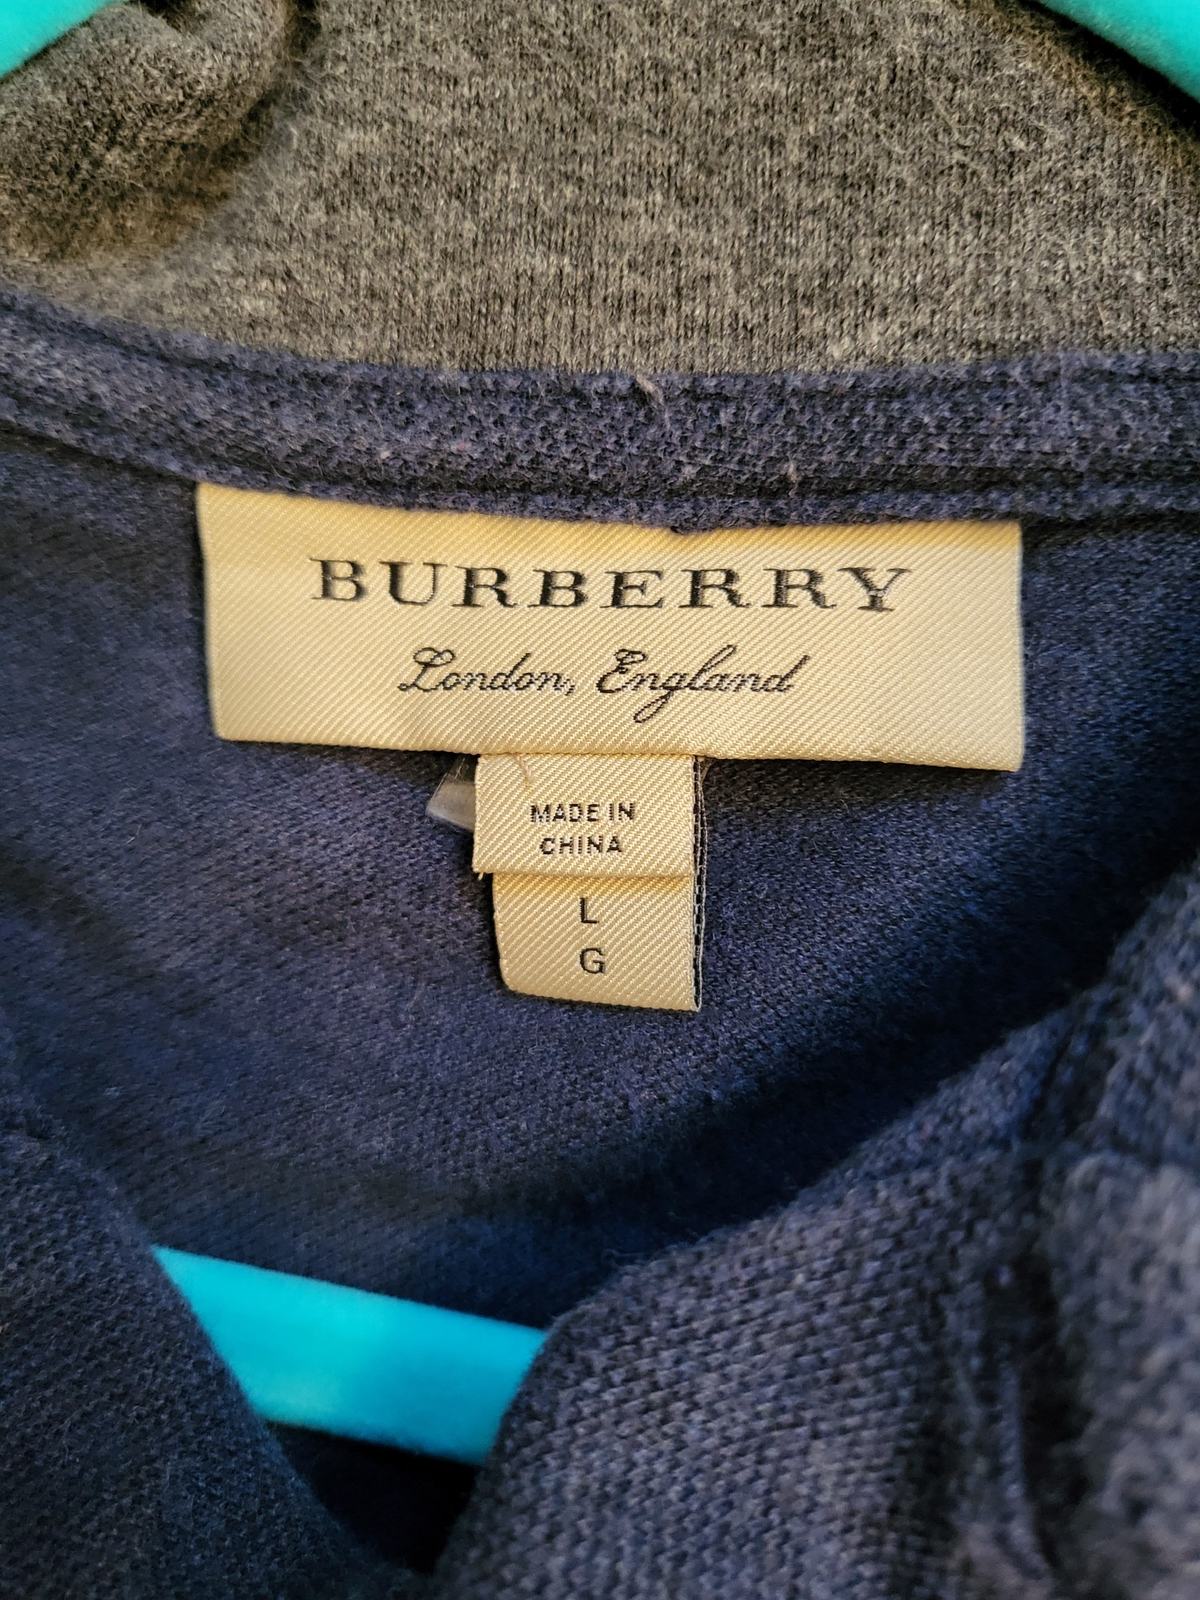 BURBERRY
London, England
MADE IN
CHINA
L
G